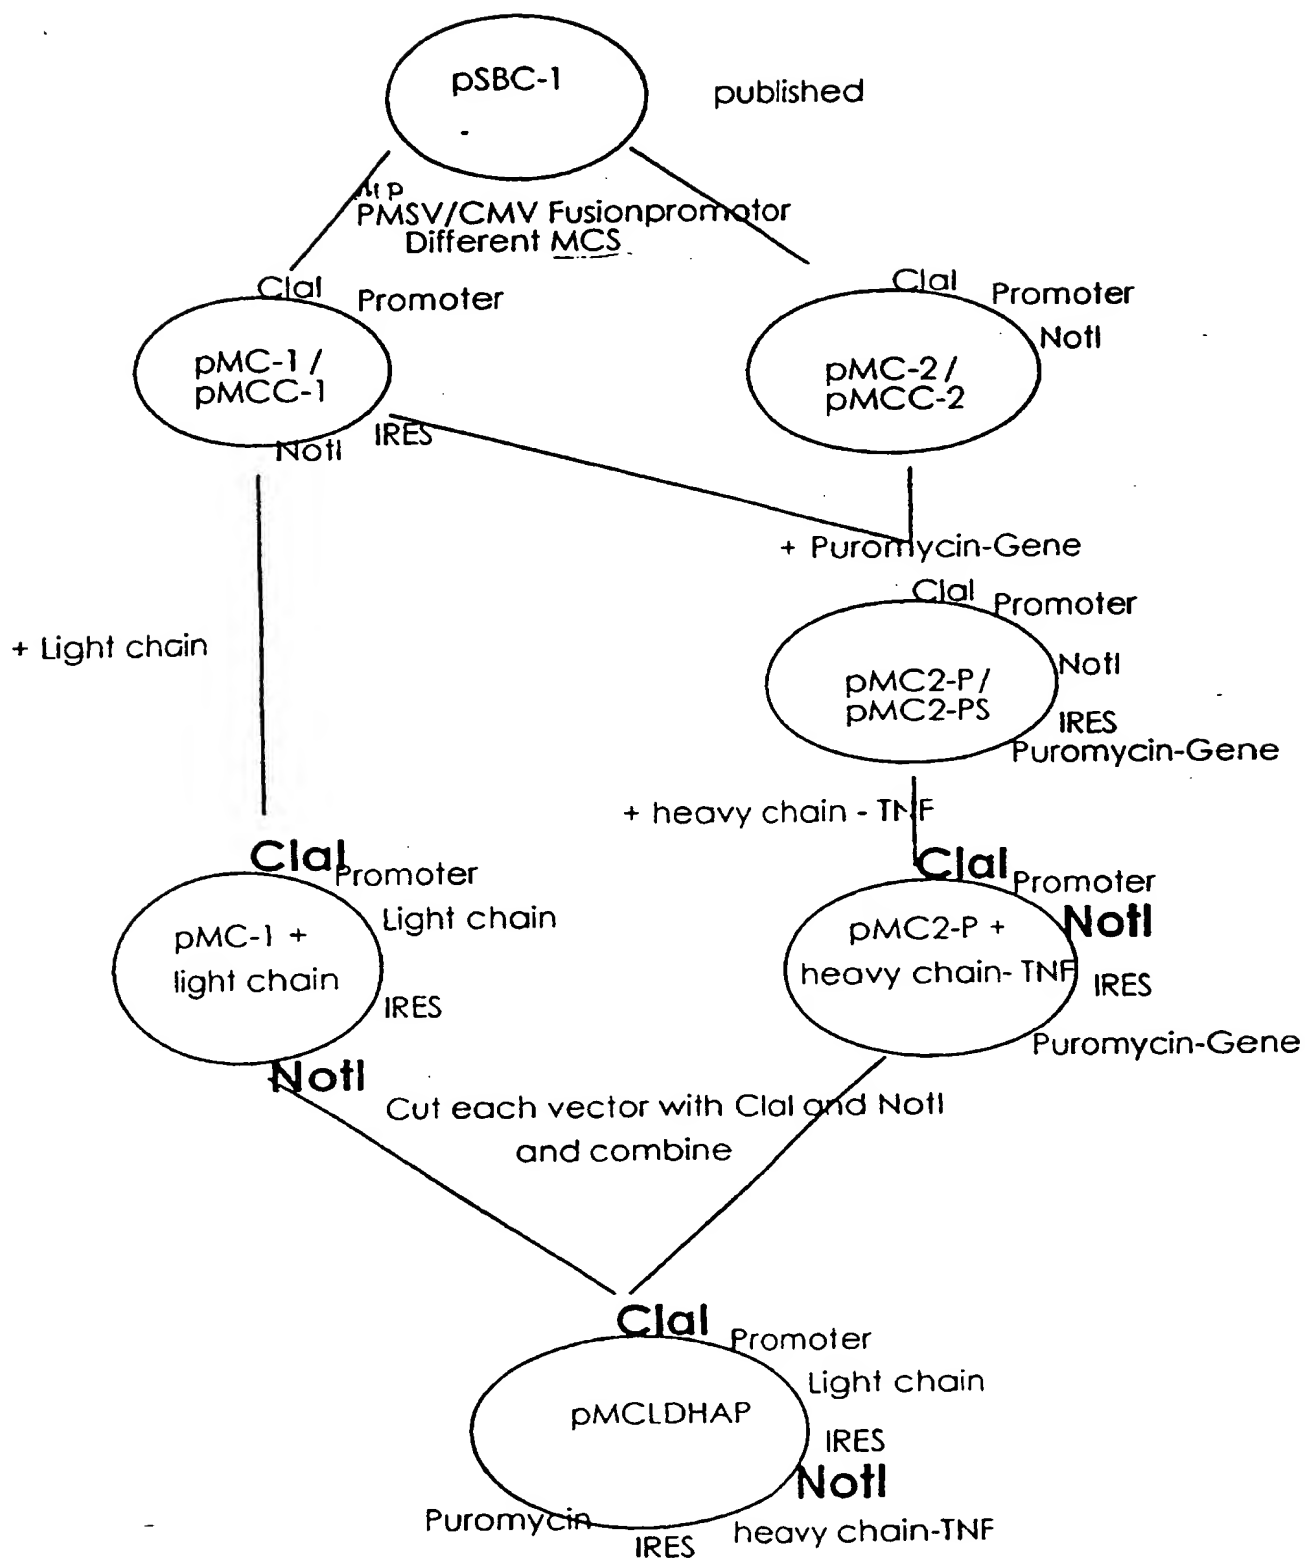 pSBC-1
published
PMSV/CMV Fusionpromotor
Different MCS
ClaI
Promoter
pMC-1 /
pMCC-1
NotI
IRES
ClaI
Promoter
NotI
pMC-2 /
pMCC-2
+ Puromycin-Gene
ClaI
Promoter
NotI
pMC2-P /
pMC2-PS
IRES
Puromycin-Gene
+ Light chain
+ heavy chain - TNF
ClaI
Promoter
Light chain
pMC-1 +
light chain
IRES
NotI
ClaI
Promoter
NotI
pMC2-P +
heavy chain- TNF
IRES
Puromycin-Gene
Cut each vector with ClaI and NotI
and combine
ClaI
Promoter
Light chain
pMCLDHAP
IRES
NotI
heavy chain-TNF
IRES
Puromycin